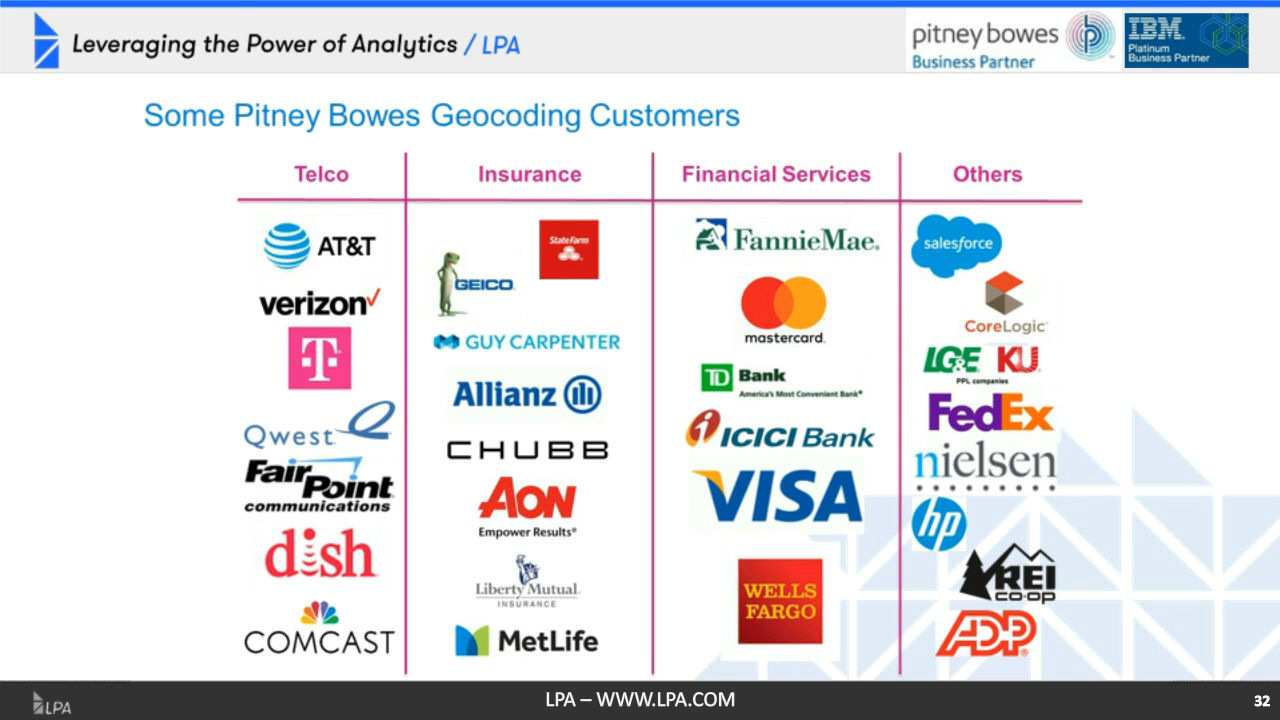 Leveraging the Power of Analytics / LPA
pitney bowes
Business Partner
IBM
Platinum
Business Partner
Some Pitney Bowes Geocoding Customers
Telco
Insurance
Financial Services
Others
AT&T
verizon
T
Qwest
FairPoint
communications
dish
COMCAST
State Farm
GEICO
GUY CARPENTER
Allianz
CHUBB
AON
Empower Results®
Liberty Mutual
INSURANCE
MetLife
FannieMae®
mastercard
TD Bank
America's Most Convenient Bank®
ICICI Bank
VISA
WELLS
FARGO
salesforce
CoreLogic
LG&E KU
PPL companies
FedEx
nielsen
hp
REI
co-op
ADP
LPA
LPA – WWW.LPA.COM
32